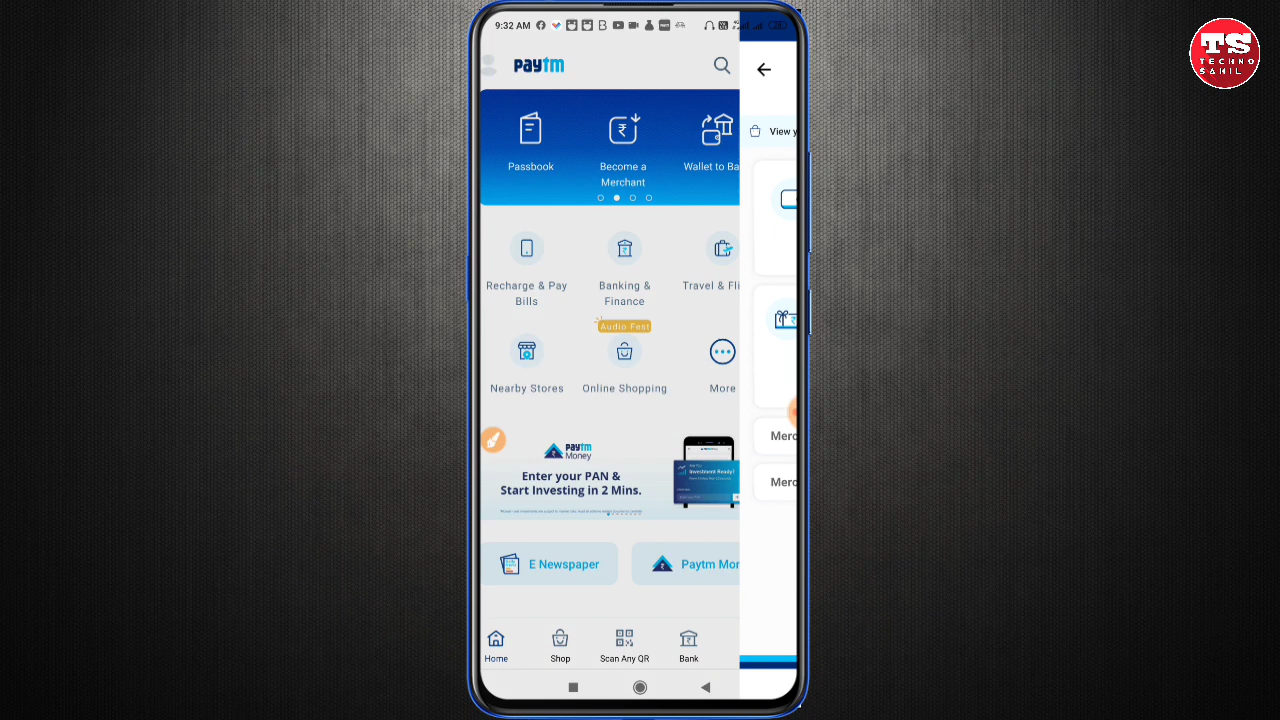 9:32 AM
paytm
TS
TECHNO
SAHIL
Passbook
Become a
Merchant
Wallet to Ba
View y
Recharge & Pay
Bills
Banking &
Finance
Travel & Fli
Audio Fest
Nearby Stores
Online Shopping
More
Merc
Merc
paytm
Money
Enter your PAN &
Start Investing in 2 Mins.
Investment Ready!
E Newspaper
Paytm Mon
Home
Shop
Scan Any QR
Bank